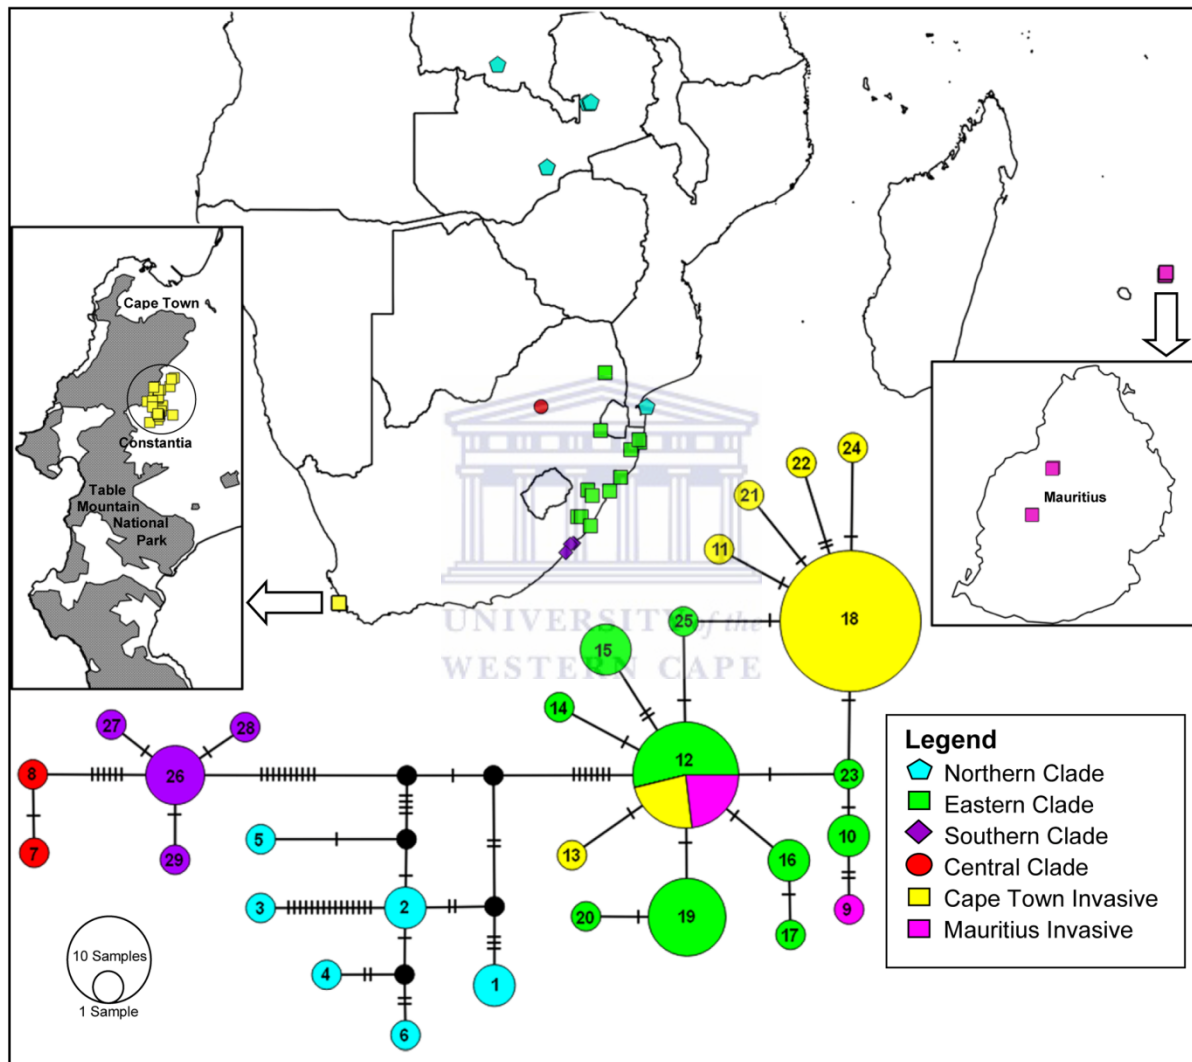 Cape Town
Constantia
Table
Mountain
National
Park
Mauritius
UNIVERSITY of the
WESTERN CAPE
24
22
21
11
18
25
15
14
12
23
27
28
8
26
10
5
13
16
7
29
3
2
20
19
17
9
4
1
6
10 Samples
1 Sample
Legend
Northern Clade
Eastern Clade
Southern Clade
Central Clade
Cape Town Invasive
Mauritius Invasive